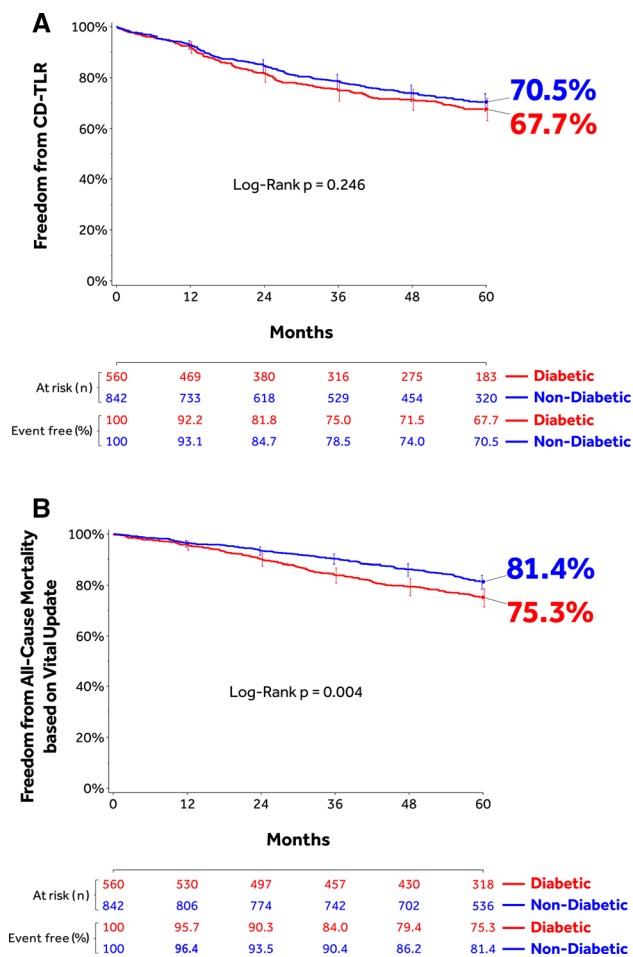 A
100%
80%
60%
40%
20%
0%
Freedom from CD-TLR
70.5%
67.7%
Log-Rank p = 0.246
0 12 24 36 48 60
Months
560 469 380 316 275 183 Diabetic
At risk (n)
842 733 618 529 454 320 Non-Diabetic
100 92.2 81.8 75.0 71.5 67.7 Diabetic
Event free (%)
100 93.1 84.7 78.5 74.0 70.5 Non-Diabetic
B
100%
80%
60%
40%
20%
0%
Freedom from All-Cause Mortality
based on Vital Update
81.4%
75.3%
Log-Rank p = 0.004
0 12 24 36 48 60
Months
560 530 497 457 430 318 Diabetic
At risk (n)
842 806 774 742 702 536 Non-Diabetic
100 95.7 90.3 84.0 79.4 75.3 Diabetic
Event free (%)
100 96.4 93.5 90.4 86.2 81.4 Non-Diabetic